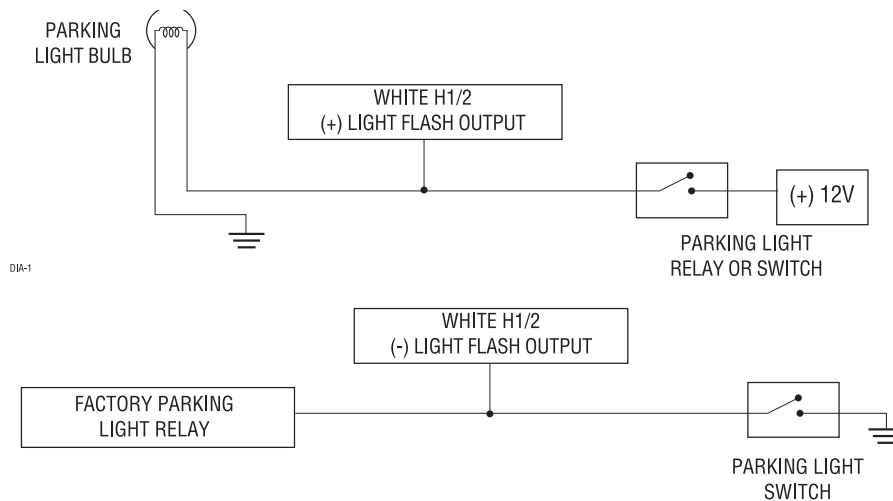 PARKING
LIGHT BULB
WHITE H1/2
(+) LIGHT FLASH OUTPUT
(+) 12V
PARKING LIGHT
RELAY OR SWITCH
DIA-1
WHITE H1/2
(-) LIGHT FLASH OUTPUT
FACTORY PARKING
LIGHT RELAY
PARKING LIGHT
SWITCH